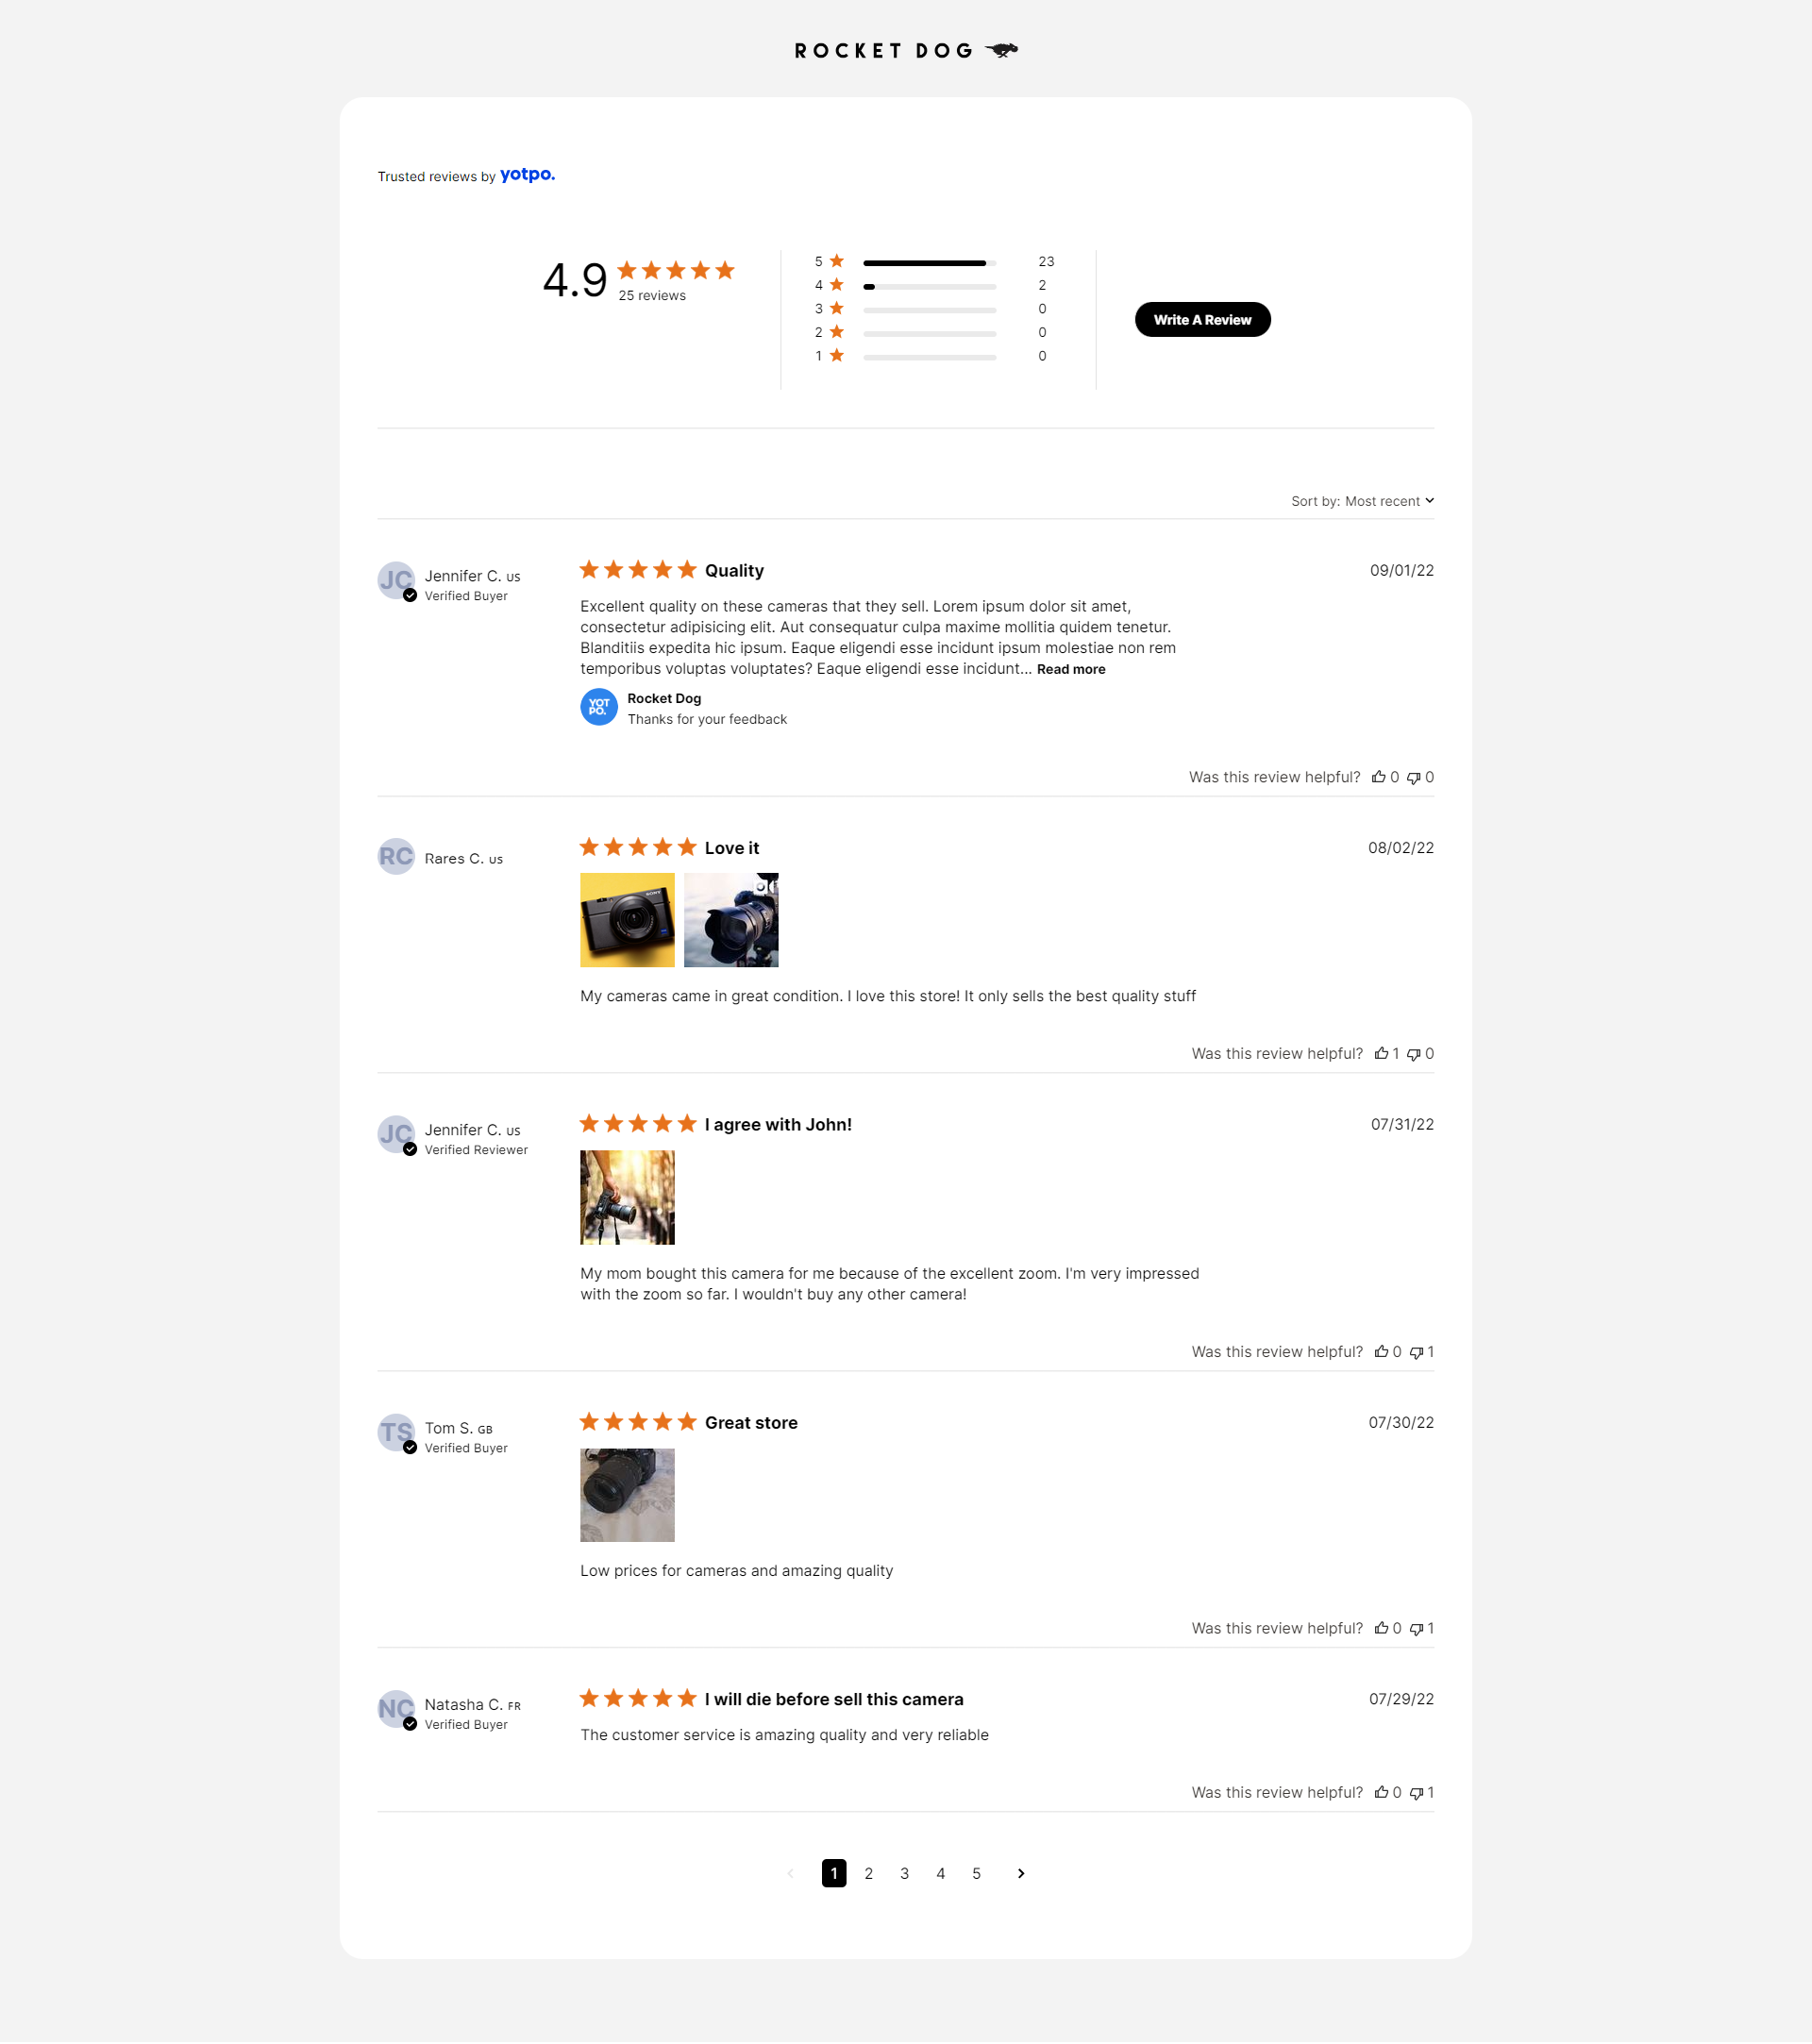 ROCKET DOG
Trusted reviews by yotpo.
4.9
25 reviews
5 23
4 2
3 0
2 0
1 0
Write A Review
Sort by: Most recent
JC
Jennifer C. US
Verified Buyer
Quality
09/01/22
Excellent quality on these cameras that they sell. Lorem ipsum dolor sit amet,
consectetur adipisicing elit. Aut consequatur culpa maxime mollitia quidem tenetur.
Blanditiis expedita hic ipsum. Eaque eligendi esse incidunt ipsum molestiae non rem
temporibus voluptas voluptates? Eaque eligendi esse incidunt... Read more
YOT
PO.
Rocket Dog
Thanks for your feedback
Was this review helpful? 0 0
RC
Rares C. US
Love it
08/02/22
SONY
My cameras came in great condition. I love this store! It only sells the best quality stuff
Was this review helpful? 1 0
JC
Jennifer C. US
Verified Reviewer
I agree with John!
07/31/22
My mom bought this camera for me because of the excellent zoom. I'm very impressed
with the zoom so far. I wouldn't buy any other camera!
Was this review helpful? 0 1
TS
Tom S. GB
Verified Buyer
Great store
07/30/22
Low prices for cameras and amazing quality
Was this review helpful? 0 1
NC
Natasha C. FR
Verified Buyer
I will die before sell this camera
07/29/22
The customer service is amazing quality and very reliable
Was this review helpful? 0 1
1 2 3 4 5